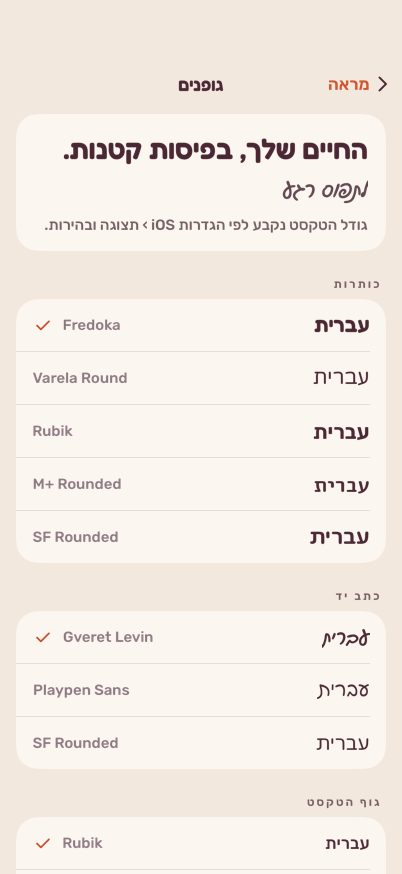 מראה
גופנים
החיים שלך, בפיסות קטנות.
לתפוס רגע
גודל הטקסט נקבע לפי הגדרות iOS › תצוגה ובהירות.
כותרות
עברית Fredoka
עברית Varela Round
עברית Rubik
עברית M+ Rounded
עברית SF Rounded
כתב יד
עברית Gveret Levin
עברית Playpen Sans
עברית SF Rounded
גוף הטקסט
עברית Rubik